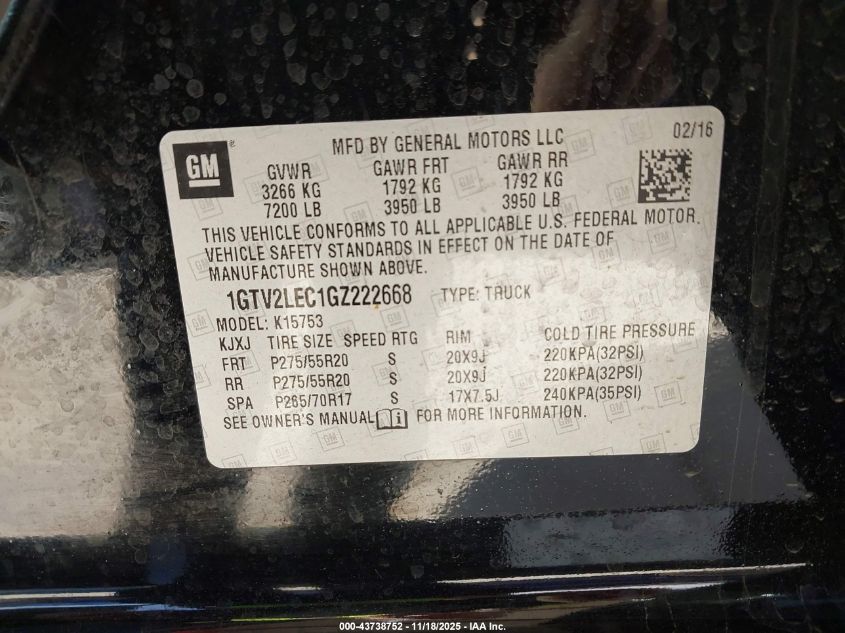 GM
MFD BY GENERAL MOTORS LLC
02/16
GVWR GAWR FRT GAWR RR
3266 KG 1792 KG 1792 KG
7200 LB 3950 LB 3950 LB
THIS VEHICLE CONFORMS TO ALL APPLICABLE U.S. FEDERAL MOTOR
VEHICLE SAFETY STANDARDS IN EFFECT ON THE DATE OF
MANUFACTURE SHOWN ABOVE.
1GTV2LEC1GZ222668 TYPE: TRUCK
MODEL: K15753
KJXJ TIRE SIZE SPEED RTG RIM COLD TIRE PRESSURE
FRT P275/55R20 S 20X9J 220KPA(32PSI)
RR P275/55R20 S 20X9J 220KPA(32PSI)
SPA P265/70R17 S 17X7.5J 240KPA(35PSI)
SEE OWNER'S MANUAL FOR MORE INFORMATION.
000-43738752 - 11/18/2025 - IAA Inc.